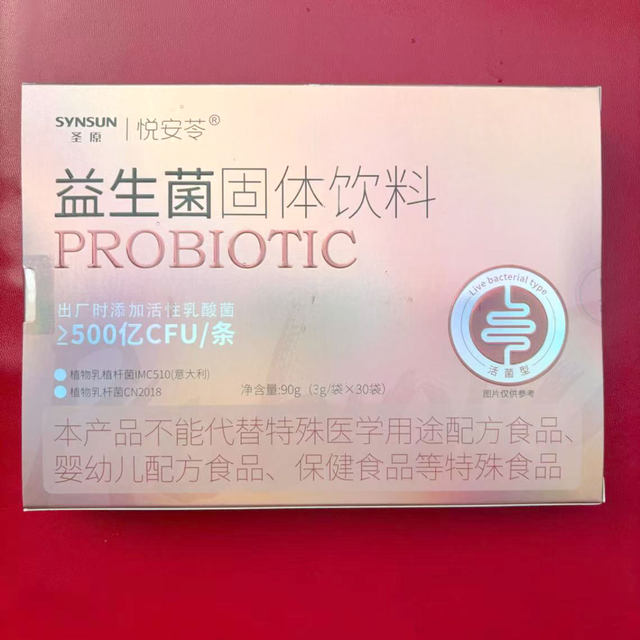 SYNSUN 圣原 | 悦安苓®
益生菌固体饮料
PROBIOTIC
出厂时添加活性乳酸菌
≥500亿CFU/条
植物乳植杆菌IMC510(意大利)
植物乳杆菌CN2018
净含量:90g（3g/袋×30袋）
Live bacterial type
活菌型
图片仅供参考
本产品不能代替特殊医学用途配方食品、
婴幼儿配方食品、保健食品等特殊食品